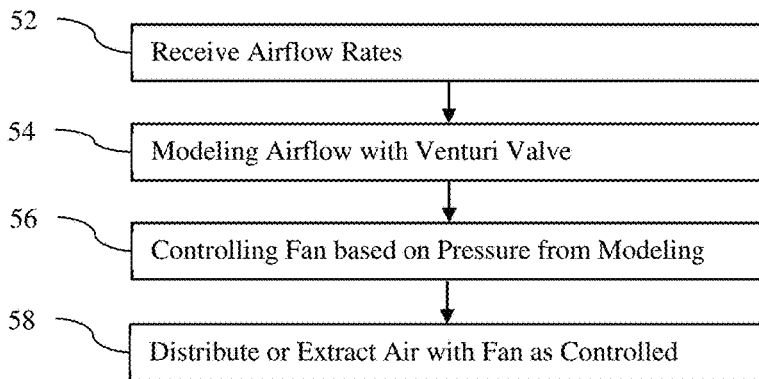 52
Receive Airflow Rates
54
Modeling Airflow with Venturi Valve
56
Controlling Fan based on Pressure from Modeling
58
Distribute or Extract Air with Fan as Controlled